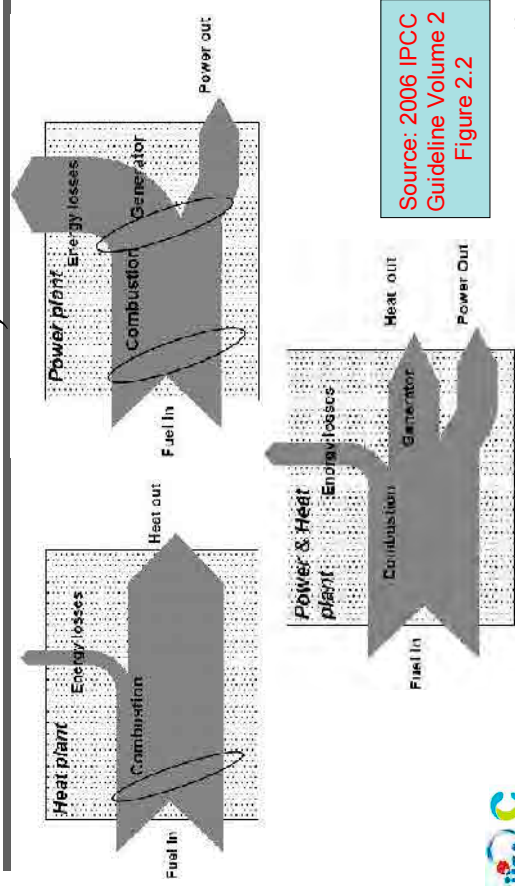 Heat plant
Energy losses
Combustion
Fuel In
Heat out
Power plant
Energy losses
Combustion
Generator
Fuel In
Power out
Power & Heat
plant
Energy losses
Combustion
Generator
Fuel In
Heat out
Power Out
Source: 2006 IPCC
Guideline Volume 2
Figure 2.2